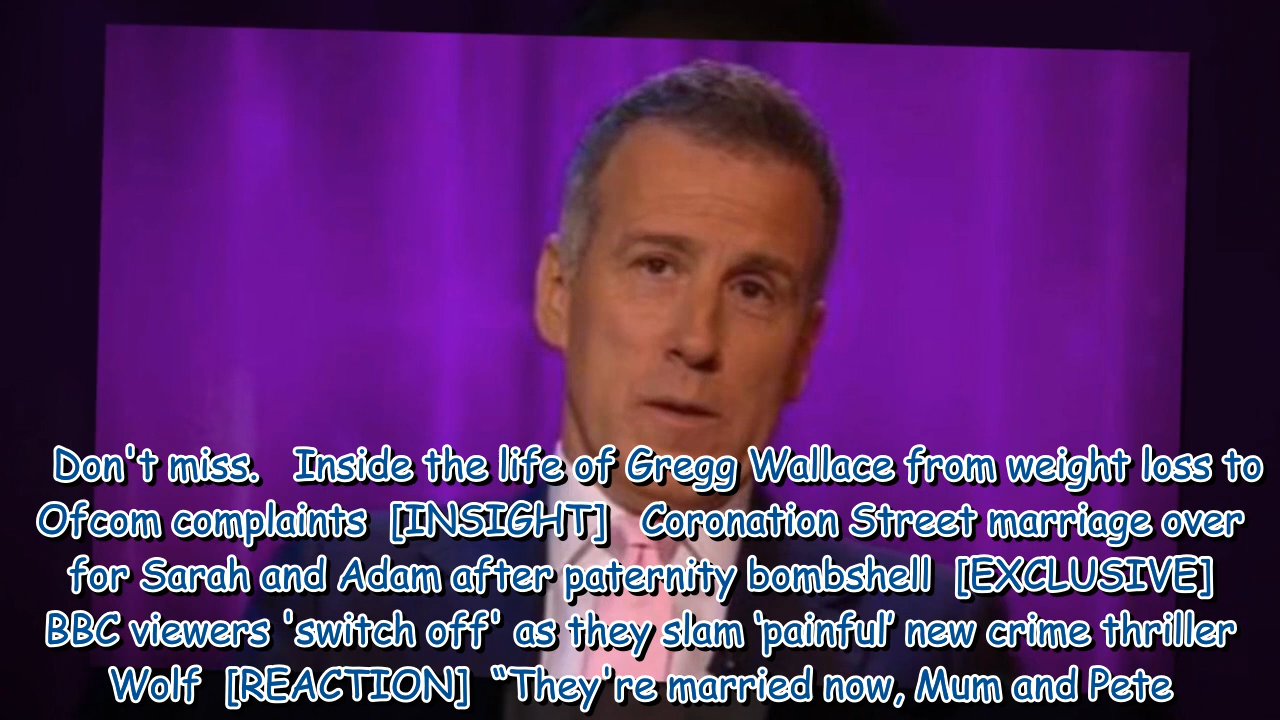 Don't miss. Inside the life of Gregg Wallace from weight loss to
Ofcom complaints [INSIGHT] Coronation Street marriage over
for Sarah and Adam after paternity bombshell [EXCLUSIVE]
BBC viewers 'switch off' as they slam ‘painful’ new crime thriller
Wolf [REACTION] “They're married now, Mum and Pete